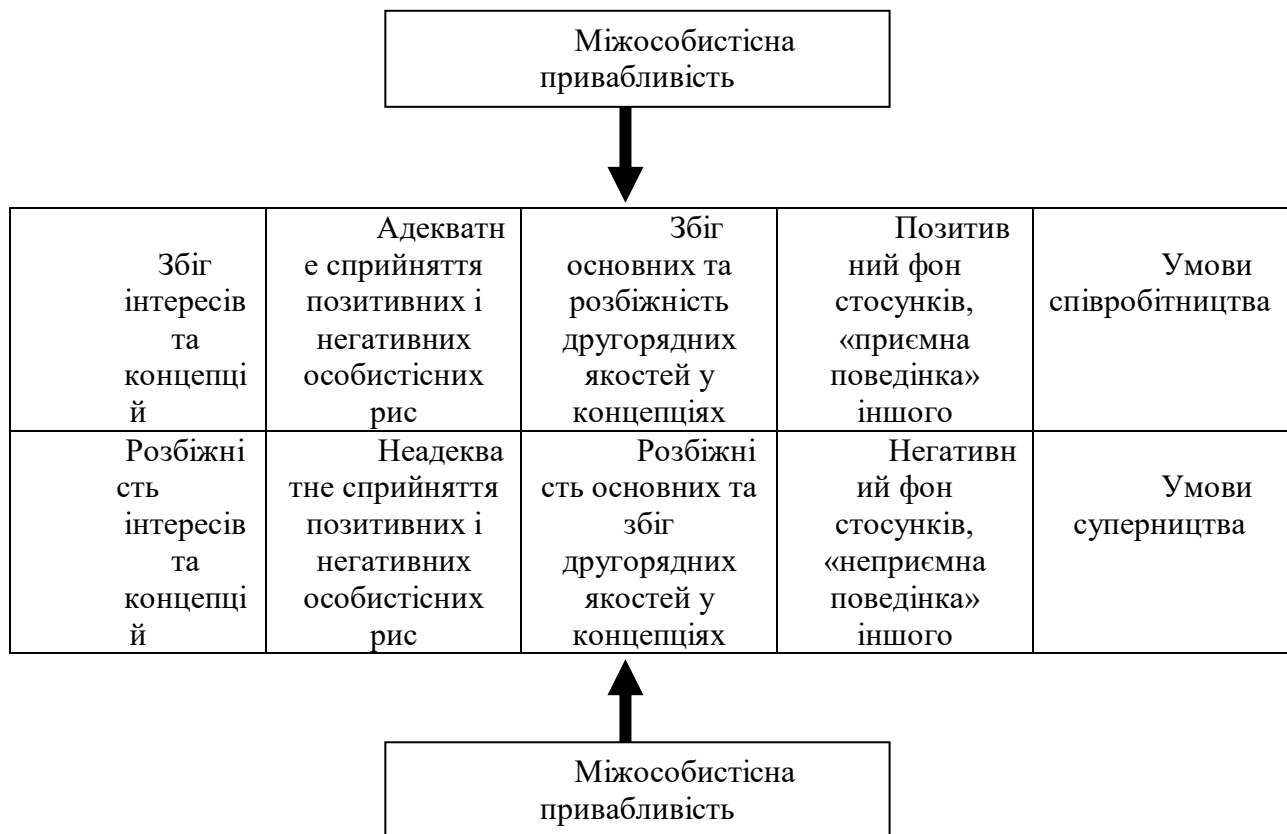 Міжособистісна
привабливість
Збіг
інтересів
та
концепці
й
Адекватн
е сприйняття
позитивних і
негативних
особистісних
рис
Збіг
основних та
розбіжність
другорядних
якостей у
концепціях
Позитив
ний фон
стосунків,
«приємна
поведінка»
іншого
Умови
співробітництва
Розбіжні
сть
інтересів
та
концепці
й
Неадеква
тне сприйняття
позитивних і
негативних
особистісних
рис
Розбіжні
сть основних та
збіг
другорядних
якостей у
концепціях
Негативн
ий фон
стосунків,
«неприємна
поведінка»
іншого
Умови
суперництва
Міжособистісна
привабливість